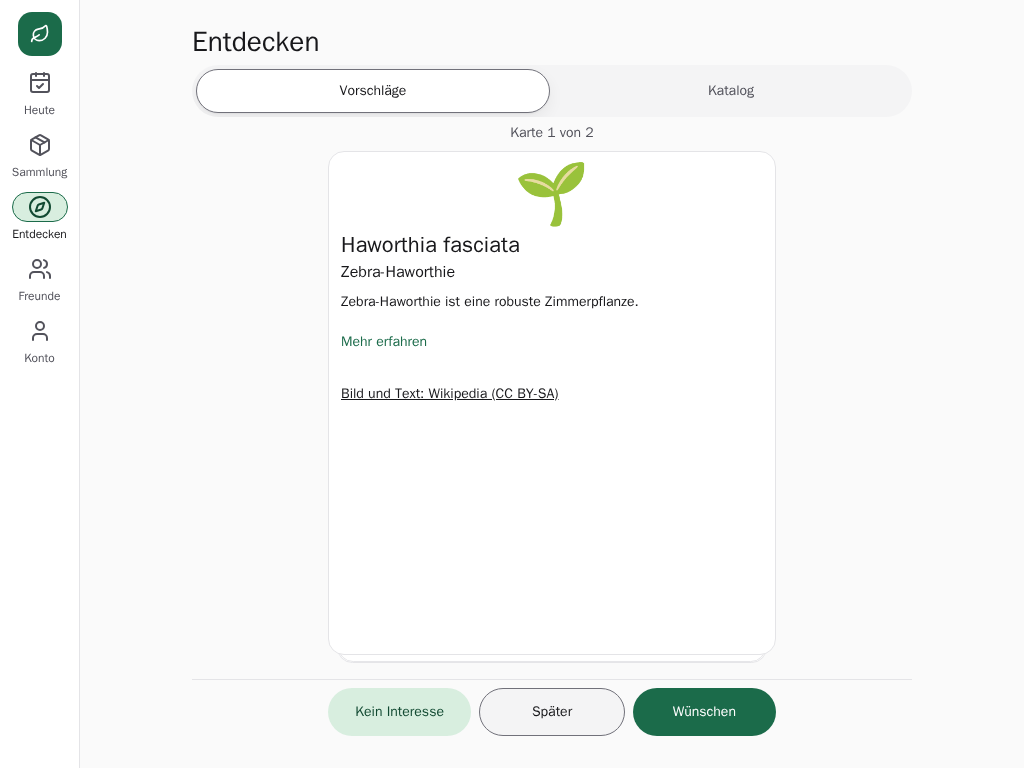 Entdecken
Vorschläge
Katalog
Karte 1 von 2
Heute
Sammlung
Entdecken
Freunde
Konto
Haworthia fasciata
Zebra-Haworthie
Zebra-Haworthie ist eine robuste Zimmerpflanze.
Mehr erfahren
Bild und Text: Wikipedia (CC BY-SA)
Kein Interesse
Später
Wünschen